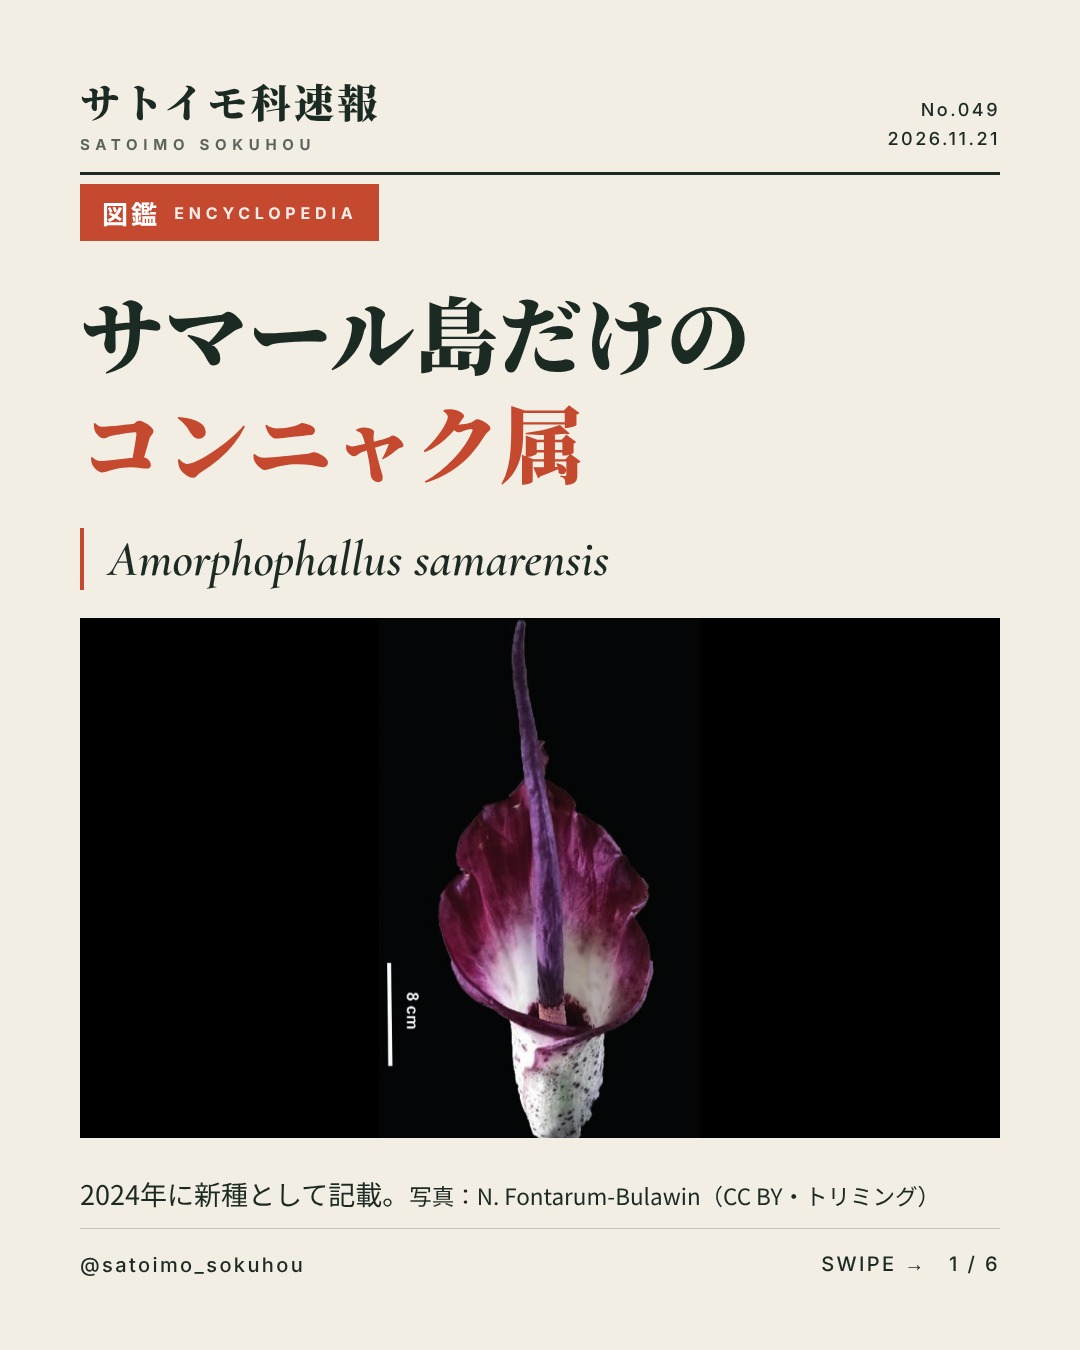 サトイモ科速報
SATOIMO SOKUHOU
No.049
2026.11.21
図鑑 ENCYCLOPEDIA
サマール島だけの
コンニャク属
Amorphophallus samarensis
8 cm
2024年に新種として記載。写真：N. Fontarum-Bulawin（CC BY・トリミング）
@satoimo_sokuhou
SWIPE → 1 / 6